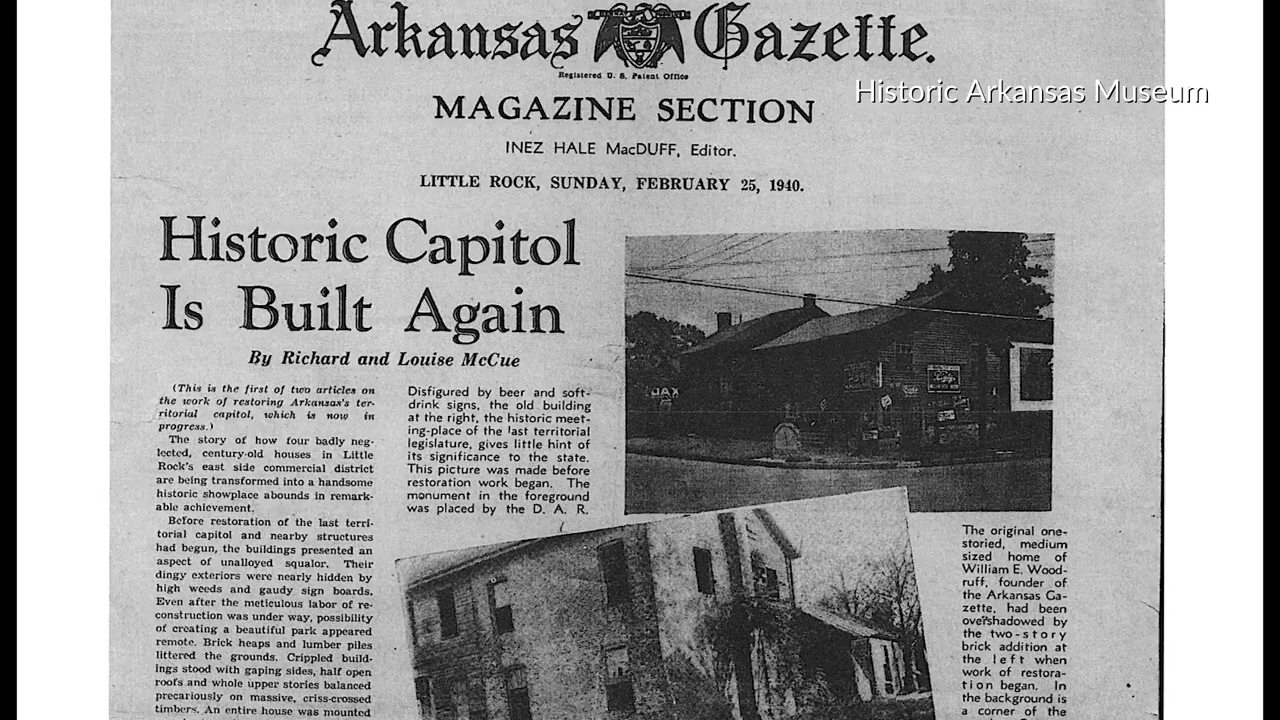 Arkansas Gazette.
Registered U. S. Patent Office
Historic Arkansas Museum
MAGAZINE SECTION
INEZ HALE MacDUFF, Editor.
LITTLE ROCK, SUNDAY, FEBRUARY 25, 1940.
Historic Capitol
Is Built Again
By Richard and Louise McCue
(This is the first of two articles on
the work of restoring Arkansas's ter-
ritorial capitol, which is now in
progress.)
The story of how four badly neg-
lected, century-old houses in Little
Rock's east side commercial district
are being transformed into a handsome
historic showplace abounds in remark-
able achievement.
Before restoration of the last terri-
torial capitol and nearby structures
had begun, the buildings presented an
aspect of unalloyed squalor. Their
dingy exteriors were nearly hidden by
high weeds and gaudy sign boards.
Even after the meticulous labor of re-
construction was under way, possibility
of creating a beautiful park appeared
remote. Brick heaps and lumber piles
littered the grounds. Crippled build-
ings stood with gaping sides, half open
roofs and whole upper stories balanced
precariously on massive, criss-crossed
timbers. An entire house was mounted
Disfigured by beer and soft-
drink signs, the old building
at the right, the historic meet-
ing-place of the last territorial
legislature, gives little hint of
its significance to the state.
This picture was made before
restoration work began. The
monument in the foreground
was placed by the D. A. R.
JAX
The original one-
storied, medium
sized home of
William E. Wood-
ruff, founder of
the Arkansas Ga-
zette, had been
overshadowed by
the two-story
brick addition at
the left when
work of restora-
tion began. In
the background is
a corner of the